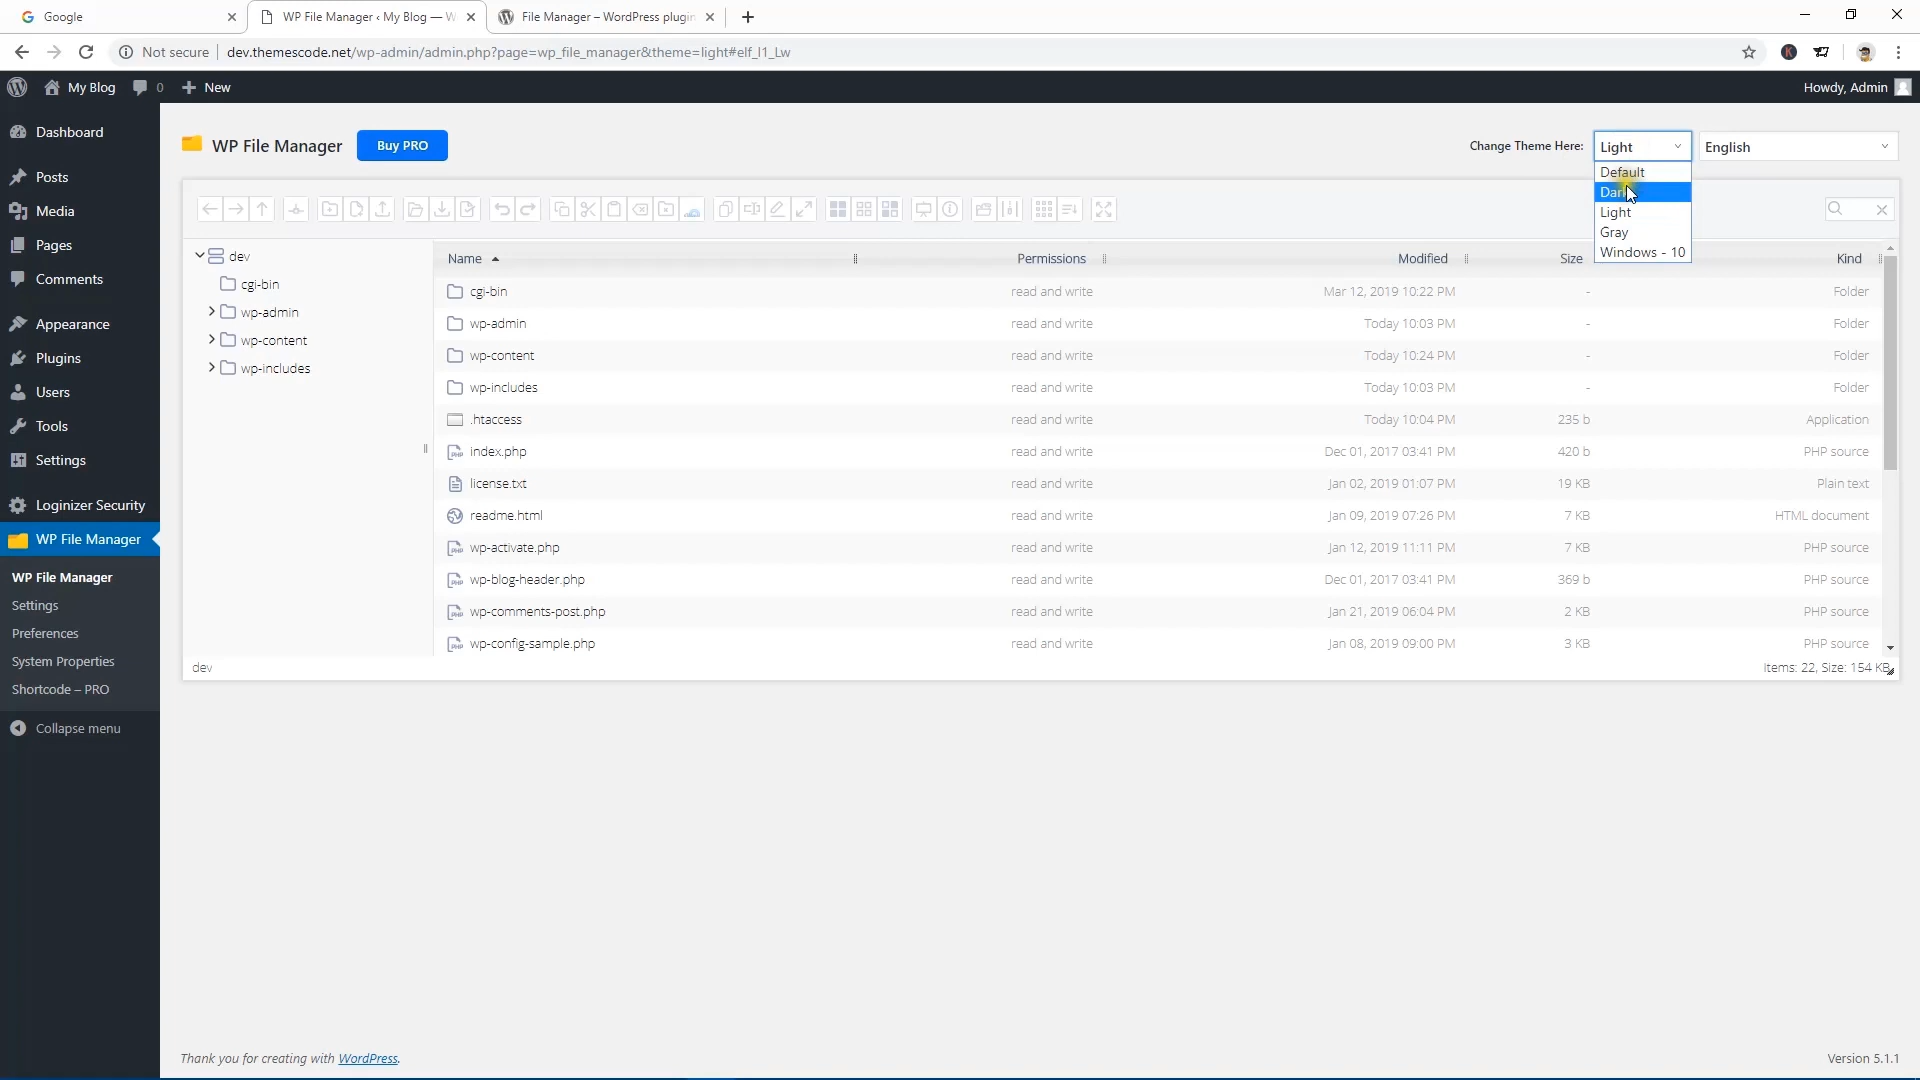 Google
WP File Manager ‹ My Blog — W
File Manager – WordPress plugin
Not secure
dev.themescode.net/wp-admin/admin.php?page=wp_file_manager&theme=light#elf_l1_Lw
My Blog
0
New
Howdy, Admin
Dashboard
Posts
Media
Pages
Comments
Appearance
Plugins
Users
Tools
Settings
Loginizer Security
WP File Manager
WP File Manager
Settings
Preferences
System Properties
Shortcode – PRO
Collapse menu
WP File Manager
Buy PRO
Change Theme Here:
Light
English
Default
Dark
Light
Gray
Windows - 10
dev
cgi-bin
wp-admin
wp-content
wp-includes
Name Permissions Modified Size Kind
cgi-bin read and write Mar 12, 2019 10:22 PM - Folder
wp-admin read and write Today 10:03 PM - Folder
wp-content read and write Today 10:24 PM - Folder
wp-includes read and write Today 10:03 PM - Folder
.htaccess read and write Today 10:04 PM 235 b Application
index.php read and write Dec 01, 2017 03:41 PM 420 b PHP source
license.txt read and write Jan 02, 2019 01:07 PM 19 KB Plain text
readme.html read and write Jan 09, 2019 07:26 PM 7 KB HTML document
wp-activate.php read and write Jan 12, 2019 11:11 PM 7 KB PHP source
wp-blog-header.php read and write Dec 01, 2017 03:41 PM 369 b PHP source
wp-comments-post.php read and write Jan 21, 2019 06:04 PM 2 KB PHP source
wp-config-sample.php read and write Jan 08, 2019 09:00 PM 3 KB PHP source
dev
Items: 22, Size: 154 KB
Thank you for creating with WordPress.
Version 5.1.1